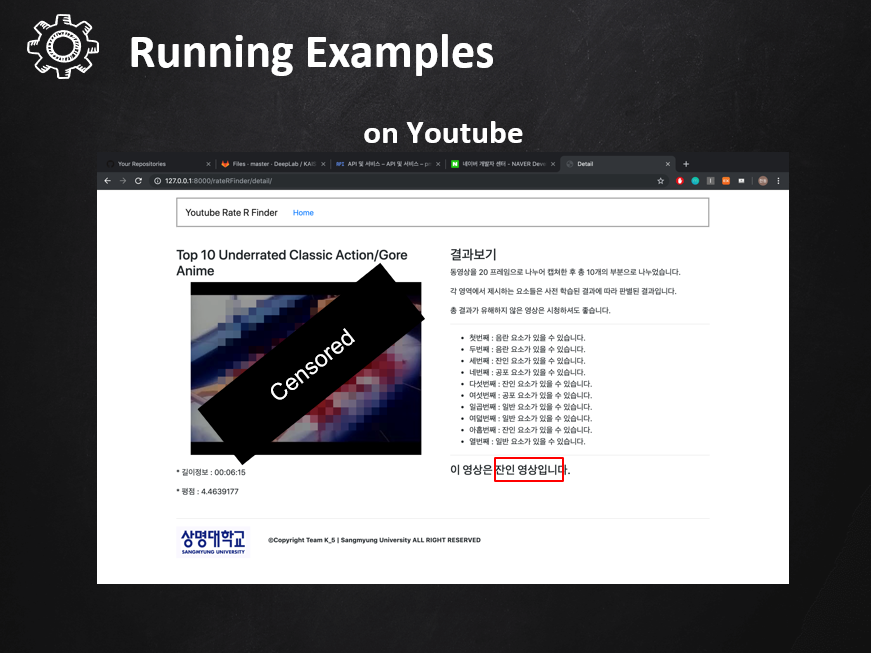 Running Examples
on Youtube
Your Repositories
Files · master · DeepLab / KAIS
API 및 서비스 – API 및 서비스 – pr
네이버 개발자 센터 - NAVER Deve
Detail
127.0.0.1:8000/rateRFinder/detail/
Youtube Rate R Finder Home
Top 10 Underrated Classic Action/Gore
Anime
Censored
* 길이정보 : 00:06:15
* 평점 : 4.4639177
결과보기
동영상을 20 프레임으로 나누어 캡쳐한 후 총 10개의 부분으로 나누었습니다.
각 영역에서 제시하는 요소들은 사전 학습된 결과에 따라 판별된 결과입니다.
총 결과가 유해하지 않은 영상은 시청하셔도 좋습니다.
첫번째 : 음란 요소가 있을 수 있습니다.
두번째 : 음란 요소가 있을 수 있습니다.
세번째 : 잔인 요소가 있을 수 있습니다.
네번째 : 공포 요소가 있을 수 있습니다.
다섯번째 : 잔인 요소가 있을 수 있습니다.
여섯번째 : 공포 요소가 있을 수 있습니다.
일곱번째 : 일반 요소가 있을 수 있습니다.
여덟번째 : 일반 요소가 있을 수 있습니다.
아홉번째 : 잔인 요소가 있을 수 있습니다.
열번째 : 일반 요소가 있을 수 있습니다.
이 영상은 잔인 영상입니다.
상명대학교
SANGMYUNG UNIVERSITY
©Copyright Team K_5 | Sangmyung University ALL RIGHT RESERVED